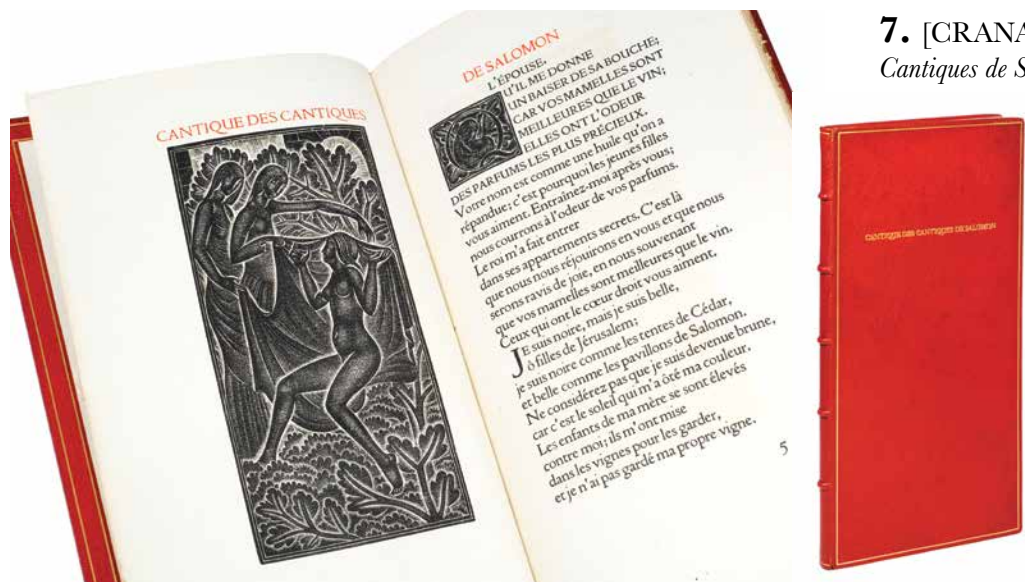 7. [CRANA
Cantiques de S
CANTIQUE DES CANTIQUES
DE SALOMON
L'ÉPOUSE.
QU'IL ME DONNE
UN BAISER DE SA BOUCHE;
CAR VOS MAMELLES SONT
MEILLEURES QUE LE VIN;
ELLES ONT L'ODEUR
DES PARFUMS LES PLUS PRÉCIEUX.
Votre nom est comme une huile qu'on a
répandue; c'est pourquoi les jeunes filles
vous aiment. Entraînez-moi après vous;
nous courrons à l'odeur de vos parfums.
Le roi m'a fait entrer
dans ses appartements secrets. C'est là
que nous nous réjouirons en vous et que nous
serons ravis de joie, en nous souvenant
que vos mamelles sont meilleures que le vin.
Ceux qui ont le cœur droit vous aiment.
JE suis noire, mais je suis belle,
ô filles de Jérusalem;
je suis noire comme les tentes de Cédar,
et belle comme les pavillons de Salomon.
Ne considérez pas que je suis devenue brune,
car c'est le soleil qui m'a ôté ma couleur.
Les enfants de ma mère se sont élevés
contre moi; ils m'ont mise
dans les vignes pour les garder,
et je n'ai pas gardé ma propre vigne.
5
CANTIQUE DES CANTIQUES DE SALOMON